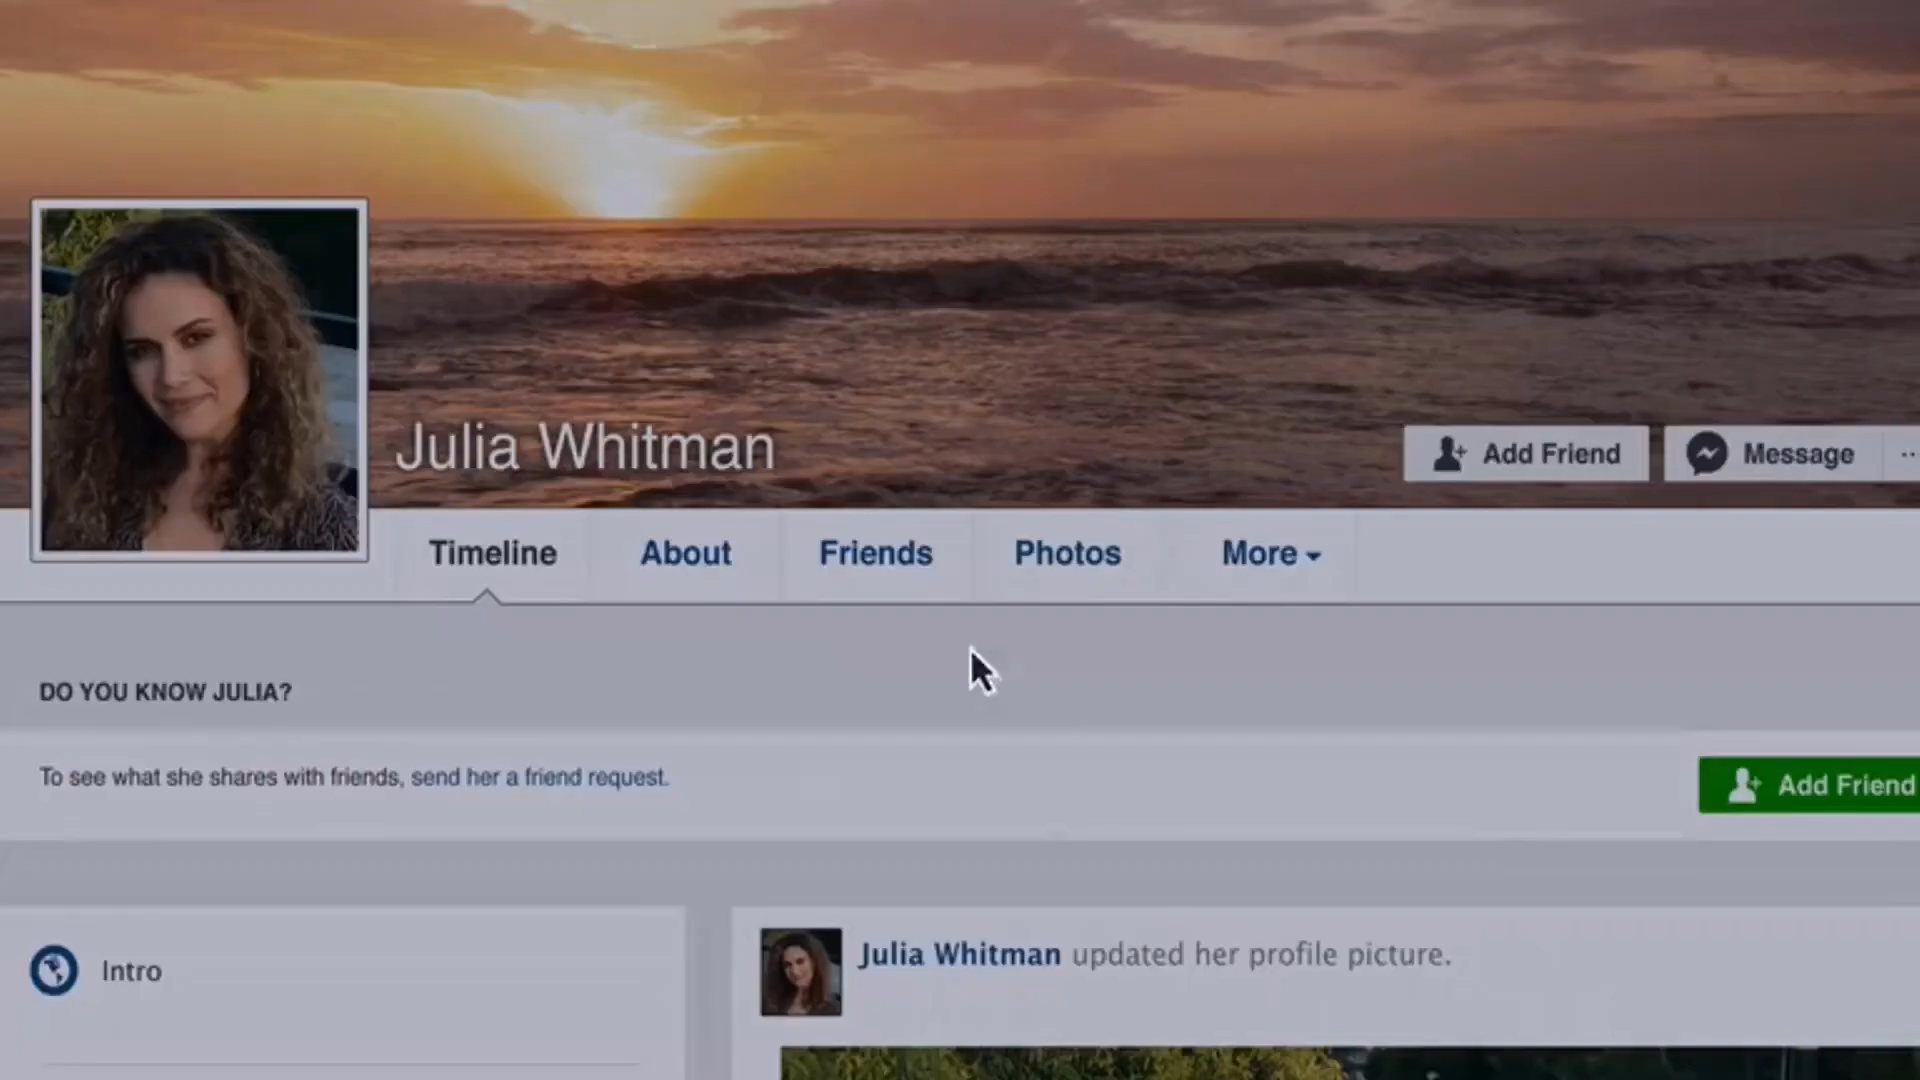 Julia Whitman
Add Friend
Message
Timeline
About
Friends
Photos
More
DO YOU KNOW JULIA?
To see what she shares with friends, send her a friend request.
Add Friend
Intro
Julia Whitman updated her profile picture.